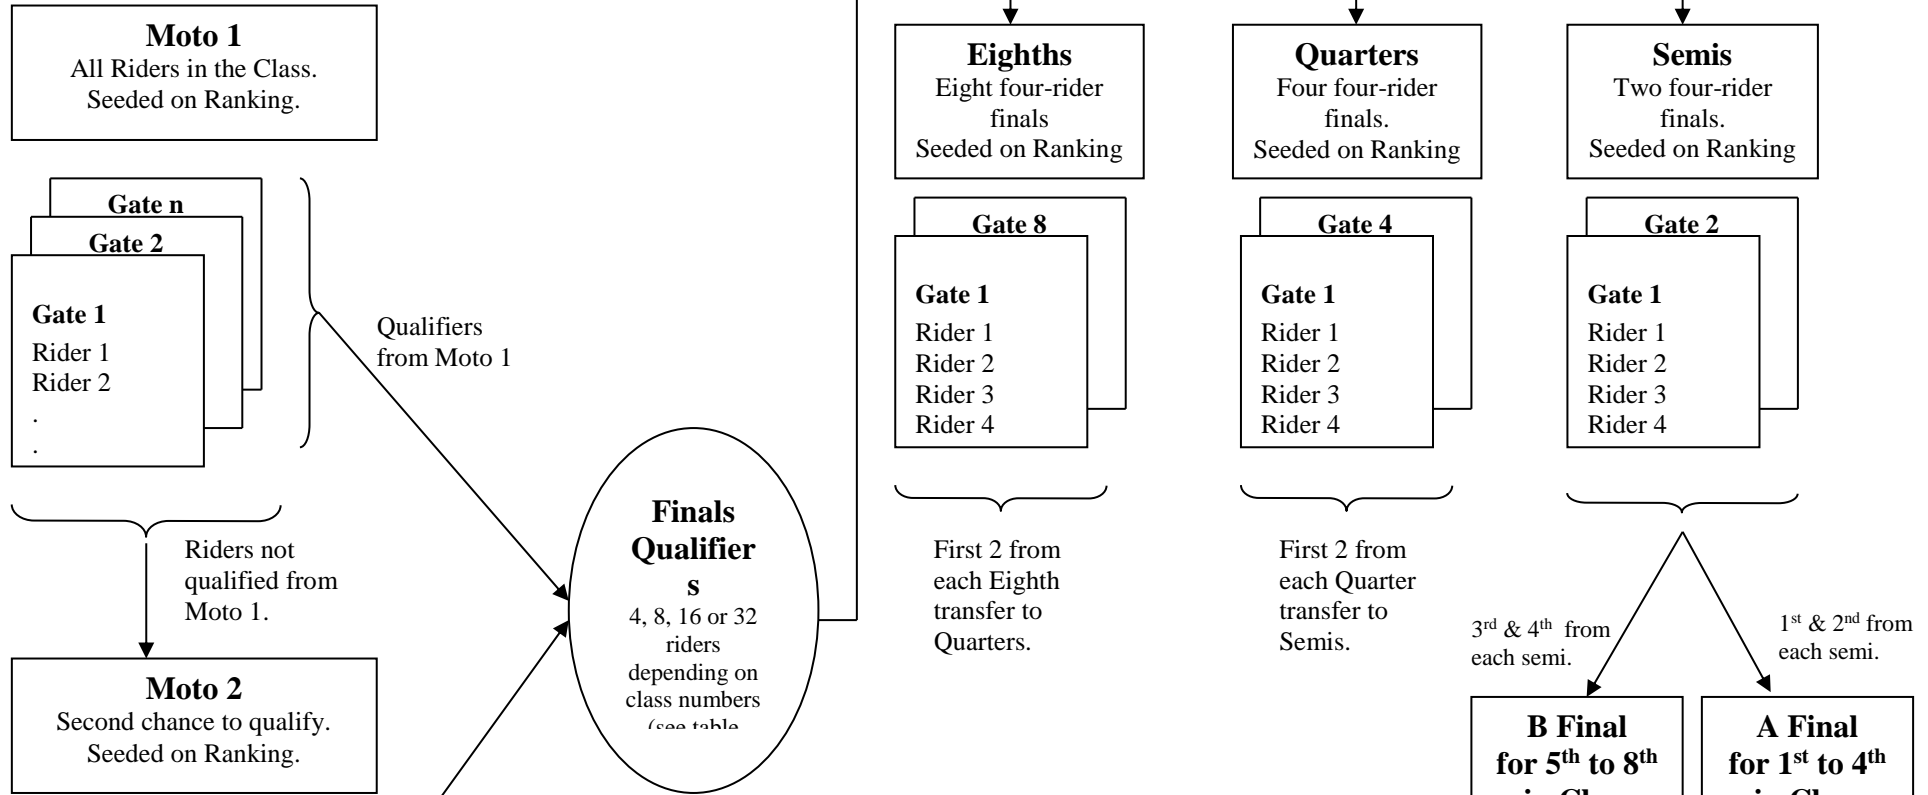 Moto 1
All Riders in the Class.
Seeded on Ranking.
Gate n
Gate 2
Gate 1
Rider 1
Rider 2
.
.
Qualifiers
from Moto 1
Riders not
qualified from
Moto 1.
Moto 2
Second chance to qualify.
Seeded on Ranking.
Finals
Qualifier
s
4, 8, 16 or 32
riders
depending on
class numbers
(see table
Eighths
Eight four-rider
finals
Seeded on Ranking
Gate 8
Gate 1
Rider 1
Rider 2
Rider 3
Rider 4
First 2 from
each Eighth
transfer to
Quarters.
Quarters
Four four-rider
finals.
Seeded on Ranking
Gate 4
Gate 1
Rider 1
Rider 2
Rider 3
Rider 4
First 2 from
each Quarter
transfer to
Semis.
Semis
Two four-rider
finals.
Seeded on Ranking
Gate 2
Gate 1
Rider 1
Rider 2
Rider 3
Rider 4
3rd & 4th from
each semi.
1st & 2nd from
each semi.
B Final
for 5th to 8th
in Class
A Final
for 1st to 4th
in Class